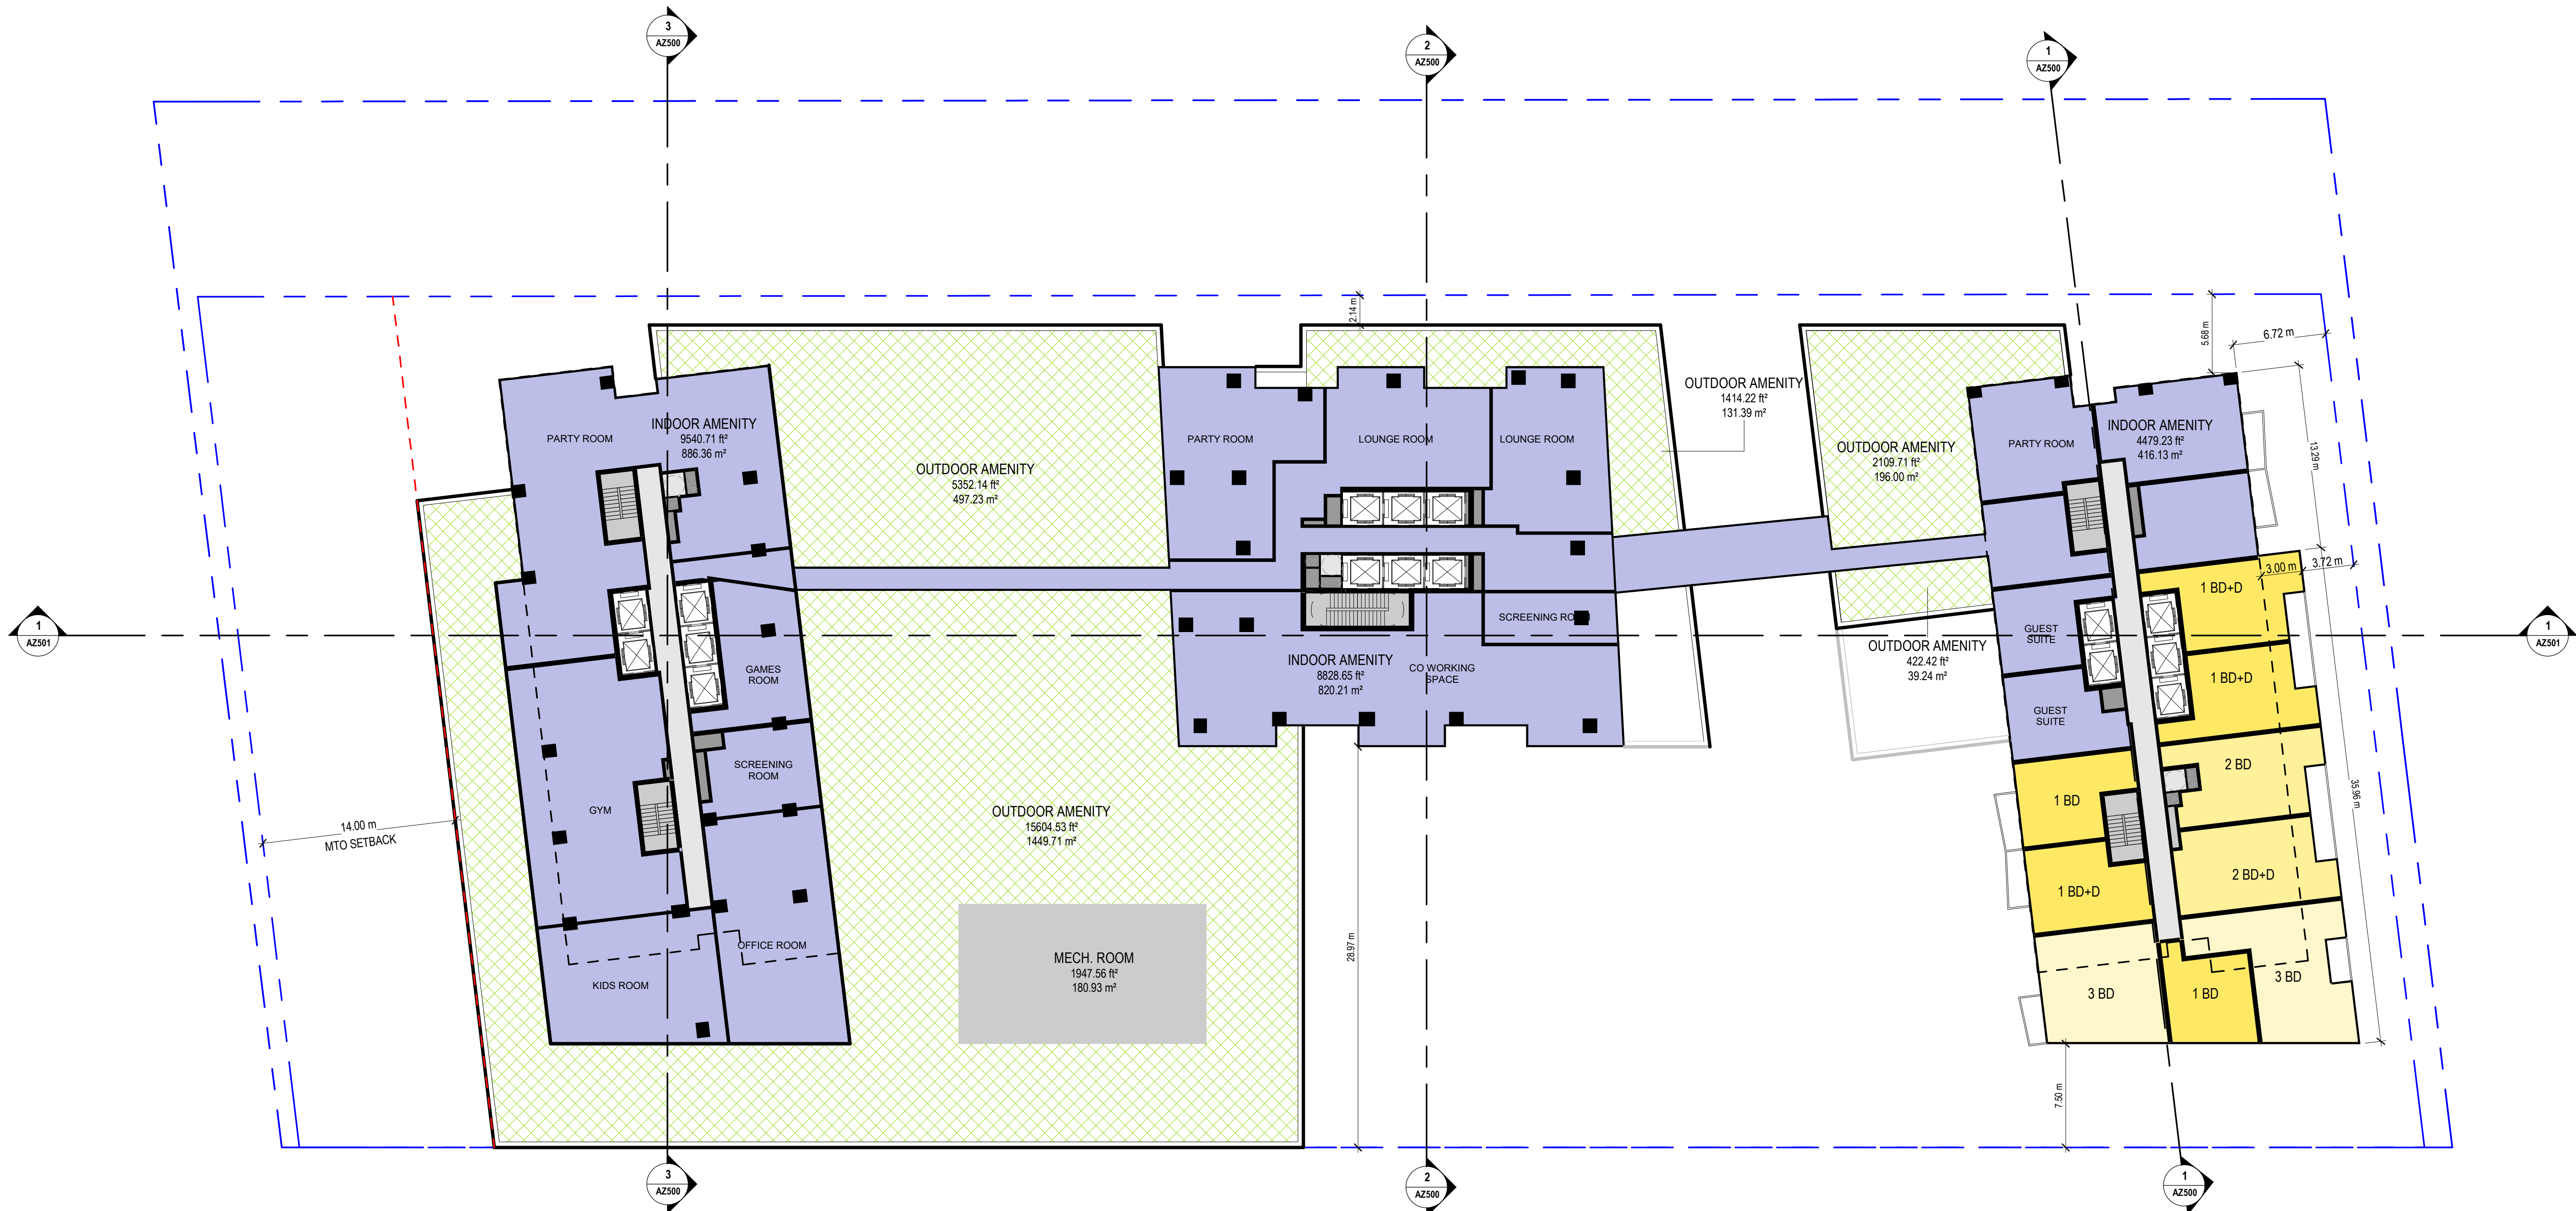 3
AZ500
2
AZ500
1
AZ500
2.14 m
5.68 m
6.72 m
OUTDOOR AMENITY
1414.22 ft²
131.39 m²
INDOOR AMENITY
9540.71 ft²
886.36 m²
PARTY ROOM
PARTY ROOM
LOUNGE ROOM
LOUNGE ROOM
OUTDOOR AMENITY
2109.71 ft²
196.00 m²
PARTY ROOM
INDOOR AMENITY
4479.23 ft²
416.13 m²
13.29 m
OUTDOOR AMENITY
5352.14 ft²
497.23 m²
3.00 m
3.72 m
1 BD+D
1
AZ501
SCREENING ROOM
GUEST
SUITE
1
AZ501
GAMES
ROOM
INDOOR AMENITY
8828.65 ft²
820.21 m²
CO WORKING
SPACE
OUTDOOR AMENITY
422.42 ft²
39.24 m²
1 BD+D
GUEST
SUITE
SCREENING
ROOM
2 BD
35.96 m
GYM
1 BD
14.00 m
MTO SETBACK
OUTDOOR AMENITY
15604.53 ft²
1449.71 m²
1 BD+D
2 BD+D
OFFICE ROOM
28.97 m
MECH. ROOM
1947.56 ft²
180.93 m²
KIDS ROOM
3 BD
1 BD
3 BD
7.50 m
3
AZ500
2
AZ500
1
AZ500